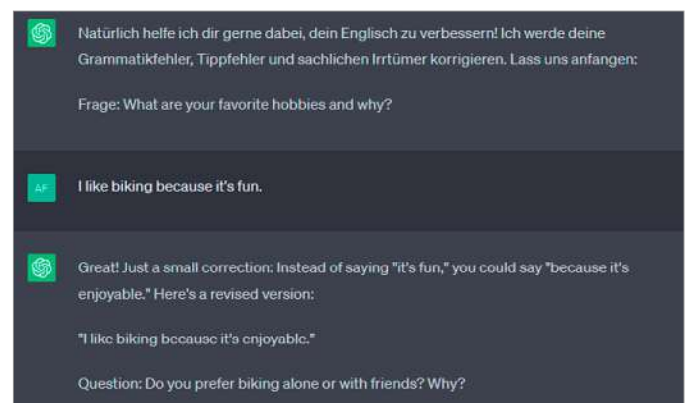 Natürlich helfe ich dir gerne dabei, dein Englisch zu verbessern! Ich werde deine
Grammatikfehler, Tippfehler und sachlichen Irrtümer korrigieren. Lass uns anfangen:
Frage: What are your favorite hobbies and why?
AF
I like biking because it's fun.
Great! Just a small correction: Instead of saying "it's fun," you could say "because it's
enjoyable." Here's a revised version:
"I like biking because it's enjoyable."
Question: Do you prefer biking alone or with friends? Why?